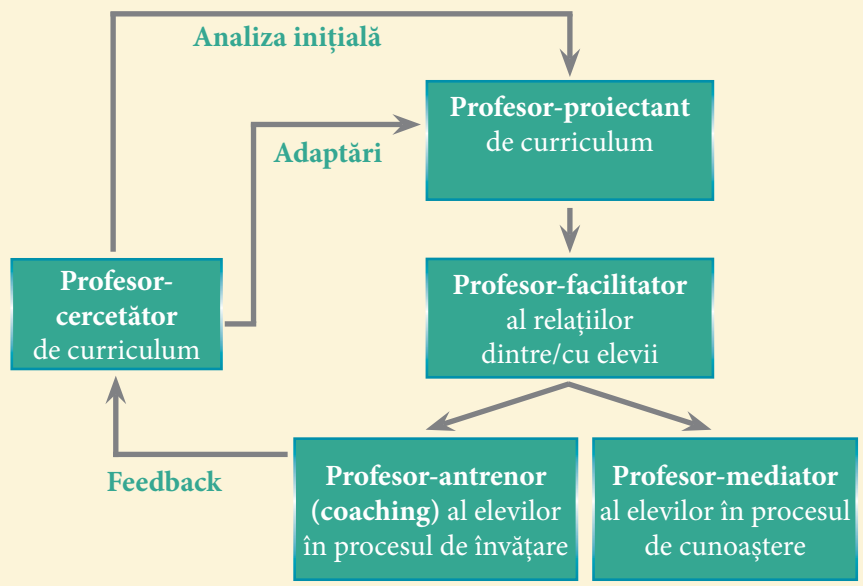 Analiza inițială
Profesor-proiectant
de curriculum
Adaptări
Profesor-
cercetător
de curriculum
Profesor-facilitator
al relațiilor
dintre/cu elevii
Feedback
Profesor-antrenor
(coaching) al elevilor
în procesul de învățare
Profesor-mediator
al elevilor în procesul
de cunoaștere